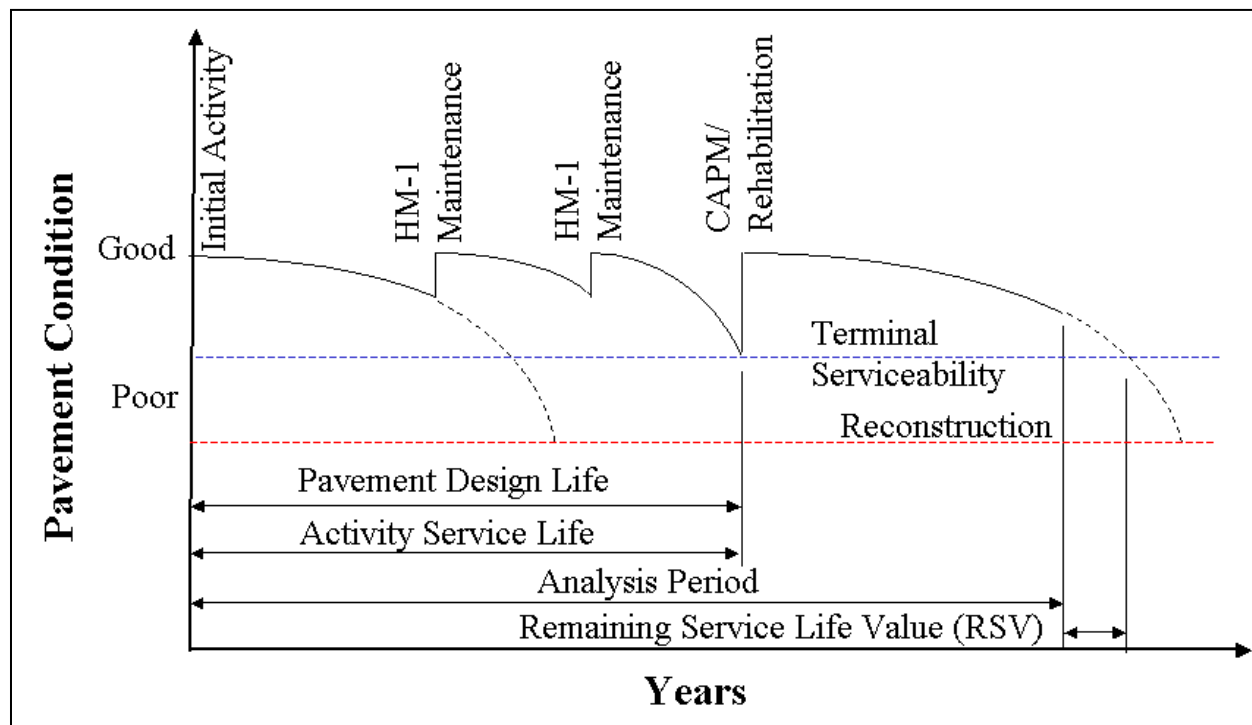 Initial Activity
HM-1
Maintenance
HM-1
Maintenance
CAPM/
Rehabilitation
Pavement Condition
Good
Poor
Terminal
Serviceability
Reconstruction
Pavement Design Life
Activity Service Life
Analysis Period
Remaining Service Life Value (RSV)
Years